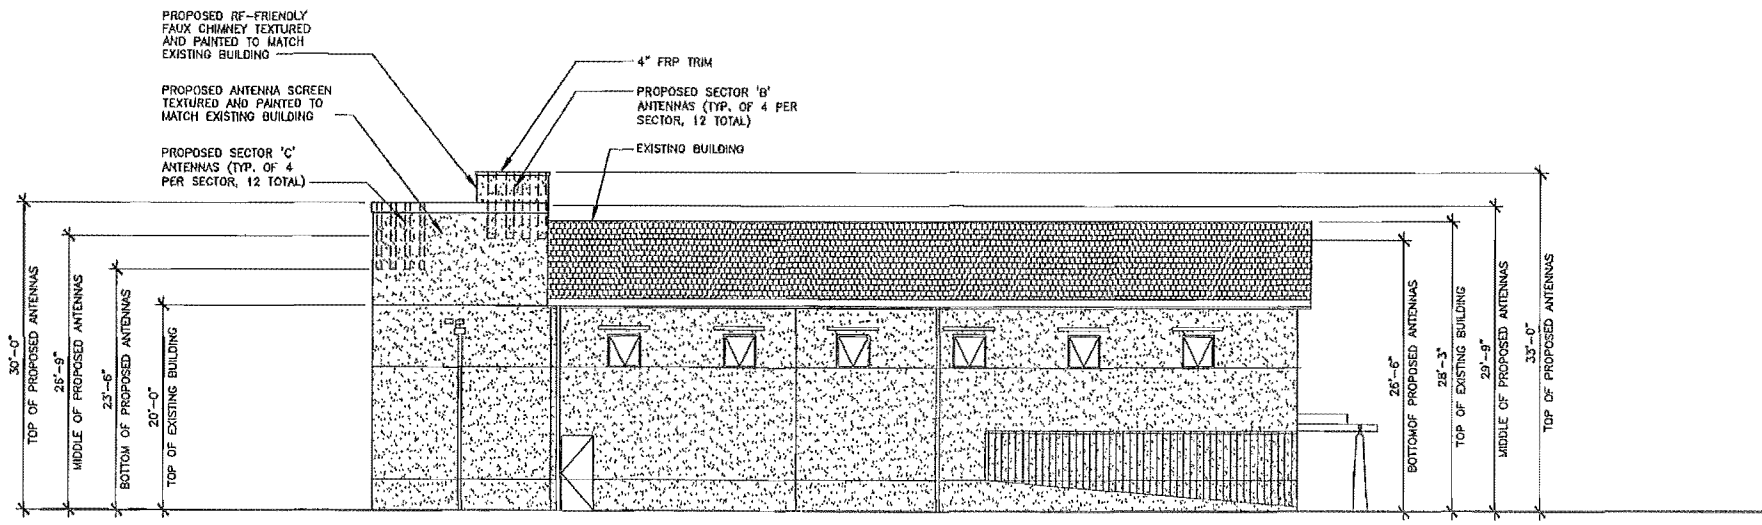 PROPOSED RF-FRIENDLY
FAUX CHIMNEY TEXTURED
AND PAINTED TO MATCH
EXISTING BUILDING
PROPOSED ANTENNA SCREEN
TEXTURED AND PAINTED TO
MATCH EXISTING BUILDING
PROPOSED SECTOR 'C'
ANTENNAS (TYP. OF 4
PER SECTOR, 12 TOTAL)
4" FRP TRIM
PROPOSED SECTOR 'B'
ANTENNAS (TYP. OF 4 PER
SECTOR, 12 TOTAL)
EXISTING BUILDING
30'-0"
TOP OF PROPOSED ANTENNAS
26'-9"
MIDDLE OF PROPOSED ANTENNAS
23'-6"
BOTTOM OF PROPOSED ANTENNAS
20'-0"
TOP OF EXISTING BUILDING
26'-6"
BOTTOM OF PROPOSED ANTENNAS
28'-3"
TOP OF EXISTING BUILDING
29'-9"
MIDDLE OF PROPOSED ANTENNAS
33'-0"
TOP OF PROPOSED ANTENNAS